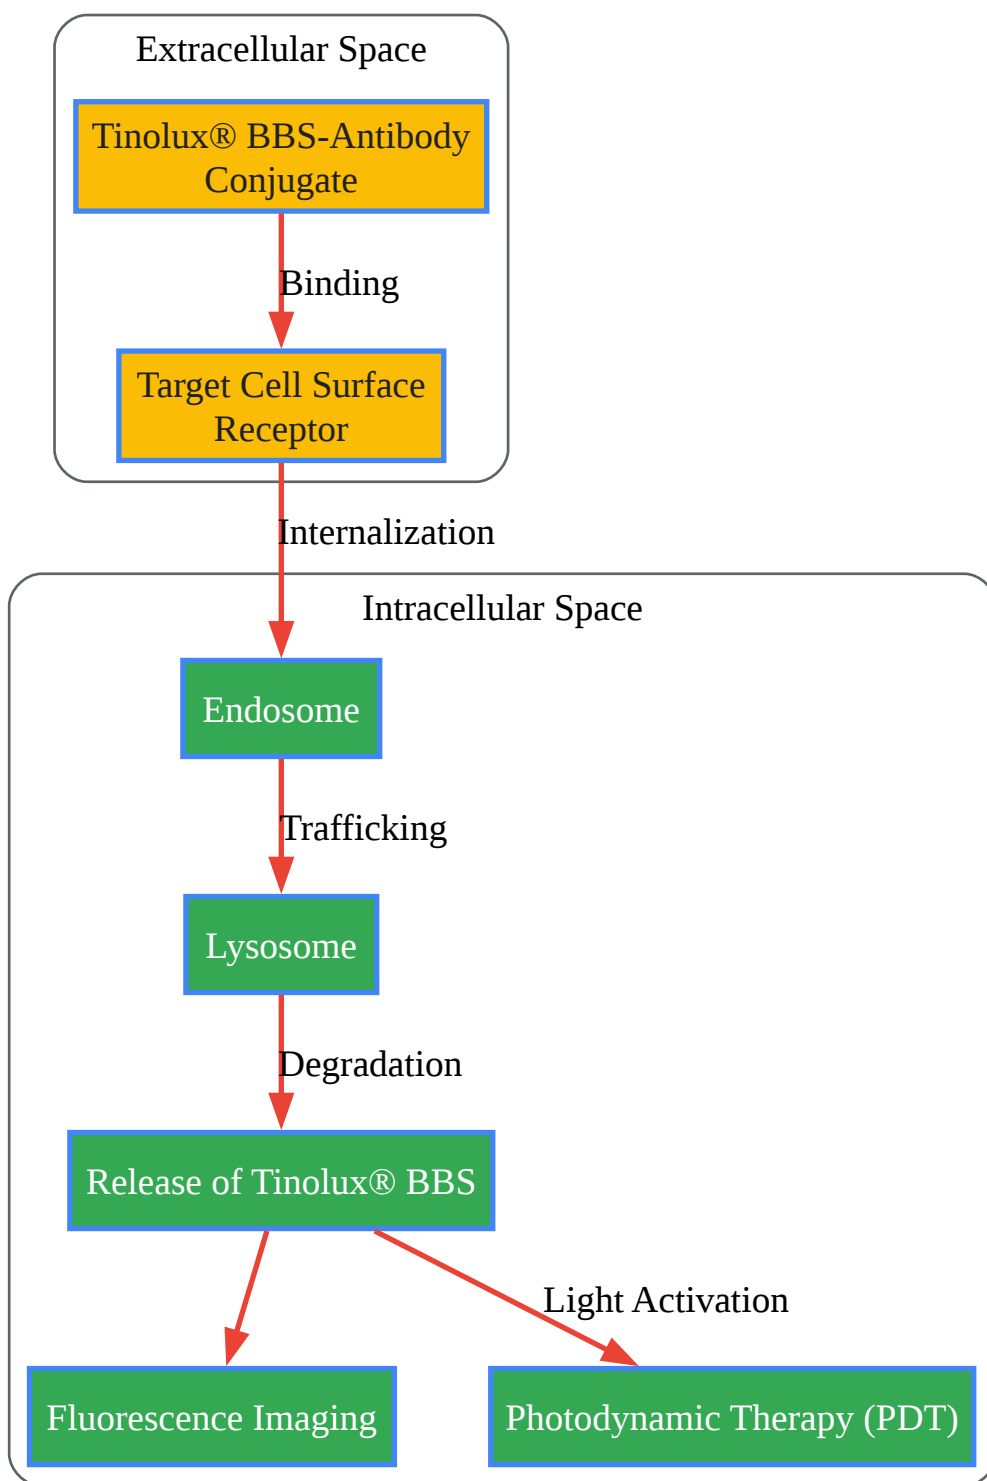 Extracellular Space
Tinolux® BBS-Antibody
Conjugate
Binding
Target Cell Surface
Receptor
Internalization
Intracellular Space
Endosome
Trafficking
Lysosome
Degradation
Release of Tinolux® BBS
Light Activation
Fluorescence Imaging
Photodynamic Therapy (PDT)